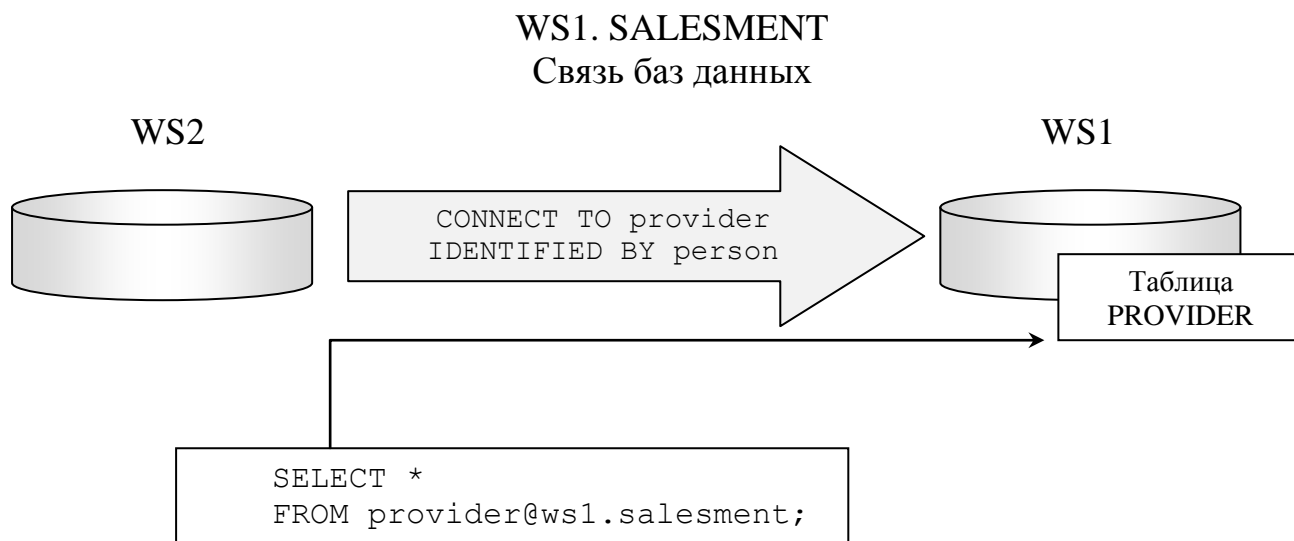 WS1. SALESMENT
Связь баз данных
WS2
WS1
CONNECT TO provider
IDENTIFIED BY person
Таблица
PROVIDER
SELECT *
FROM provider@ws1.salesment;